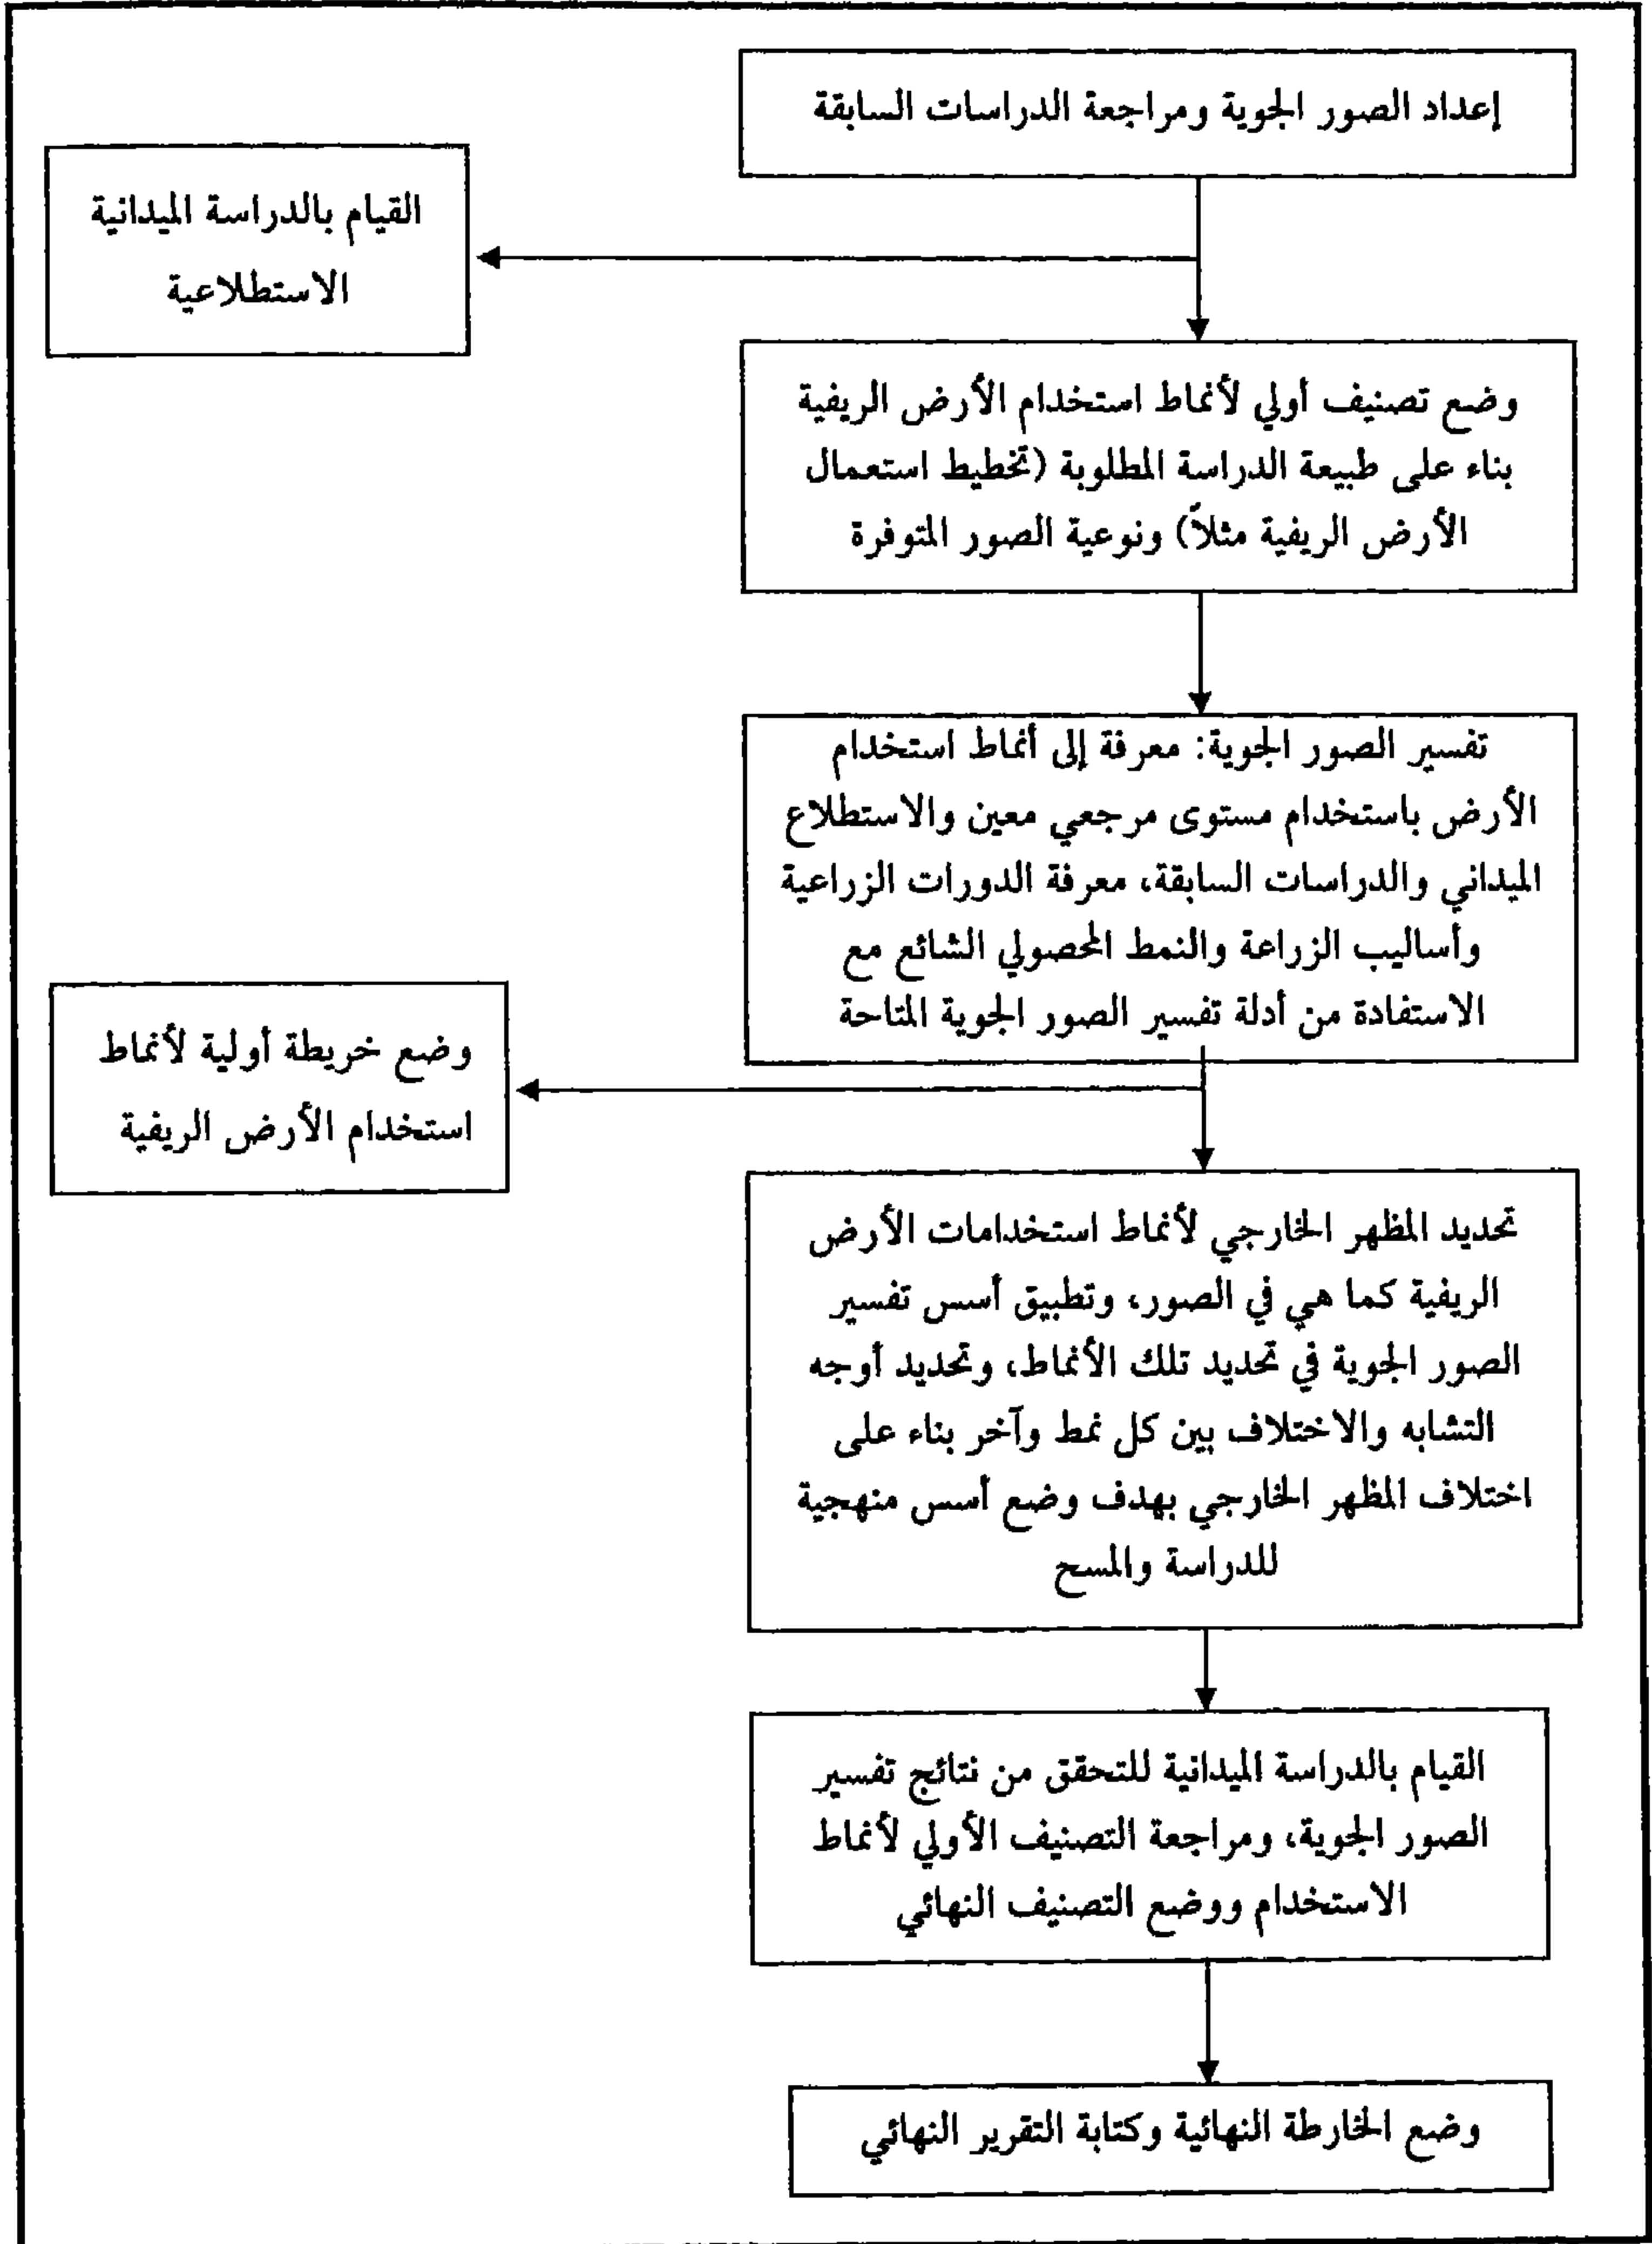 إعداد الصور الجوية ومراجعة الدراسات السابقة
القيام بالدراسة الميدانية
الاستطلاعية
وضع تصنيف أولي لأنماط استخدام الأرض الريفية
بناء على طبيعة الدراسة المطلوبة (تخطيط استعمال
الأرض الريفية مثلاً) ونوعية الصور المتوفرة
تفسير الصور الجوية: معرفة إلى أنماط استخدام
الأرض باستخدام مستوى مرجعي معين والاستطلاع
الميداني والدراسات السابقة، معرفة الدورات الزراعية
وأساليب الزراعة والنمط المحصولي الشائع مع
الاستفادة من أدلة تفسير الصور الجوية المتاحة
وضع خريطة أولية لأنماط
استخدام الأرض الريفية
تحديد المظهر الخارجي لأنماط استخدامات الأرض
الريفية كما هي في الصور، وتطبيق أسس تفسير
الصور الجوية في تحديد تلك الأنماط، وتحديد أوجه
التشابه والاختلاف بين كل نمط وآخر بناء على
اختلاف المظهر الخارجي بهدف وضع أسس منهجية
للدراسة والمسح
القيام بالدراسة الميدانية للتحقق من نتائج تفسير
الصور الجوية، ومراجعة التصنيف الأولي لأنماط
الاستخدام ووضع التصنيف النهائي
وضع الخارطة النهائية وكتابة التقرير النهائي